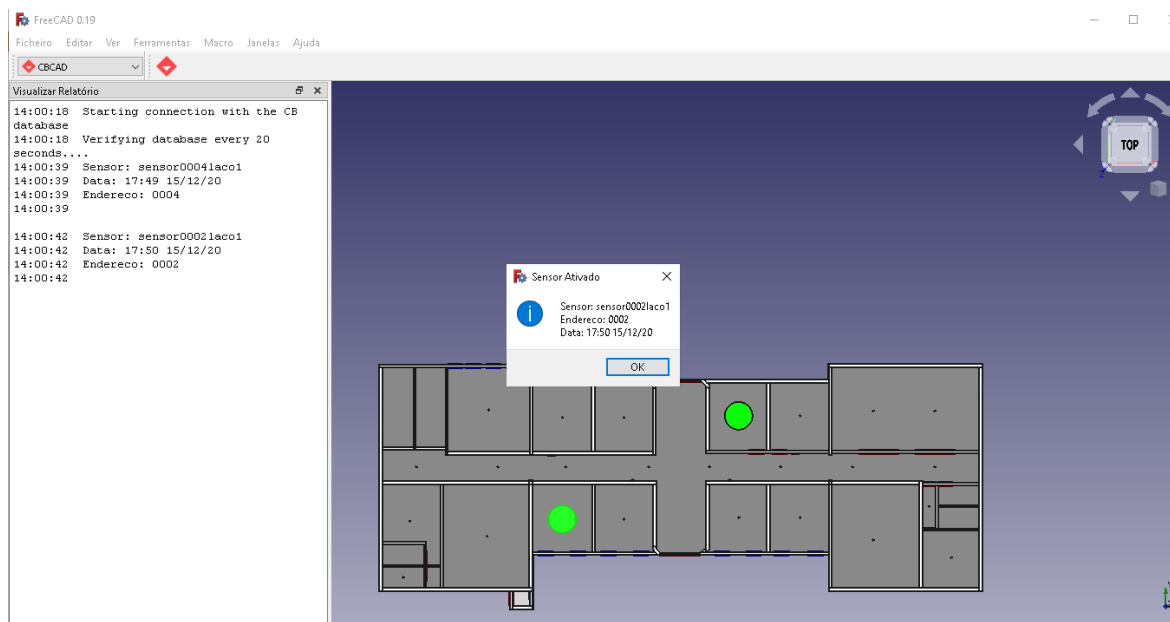 FreeCAD 0.19
Ficheiro Editar Ver Ferramentas Macro Janelas Ajuda
CBCAD
Visualizar Relatório
14:00:18 Starting connection with the CB
database
14:00:18 Verifying database every 20
seconds....
14:00:39 Sensor: sensor0004laco1
14:00:39 Data: 17:49 15/12/20
14:00:39 Endereco: 0004
14:00:39
14:00:42 Sensor: sensor0002laco1
14:00:42 Data: 17:50 15/12/20
14:00:42 Endereco: 0002
14:00:42
TOP
Z
Sensor Ativado
Sensor: sensor0002laco1
Endereco: 0002
Data: 17:50 15/12/20
OK